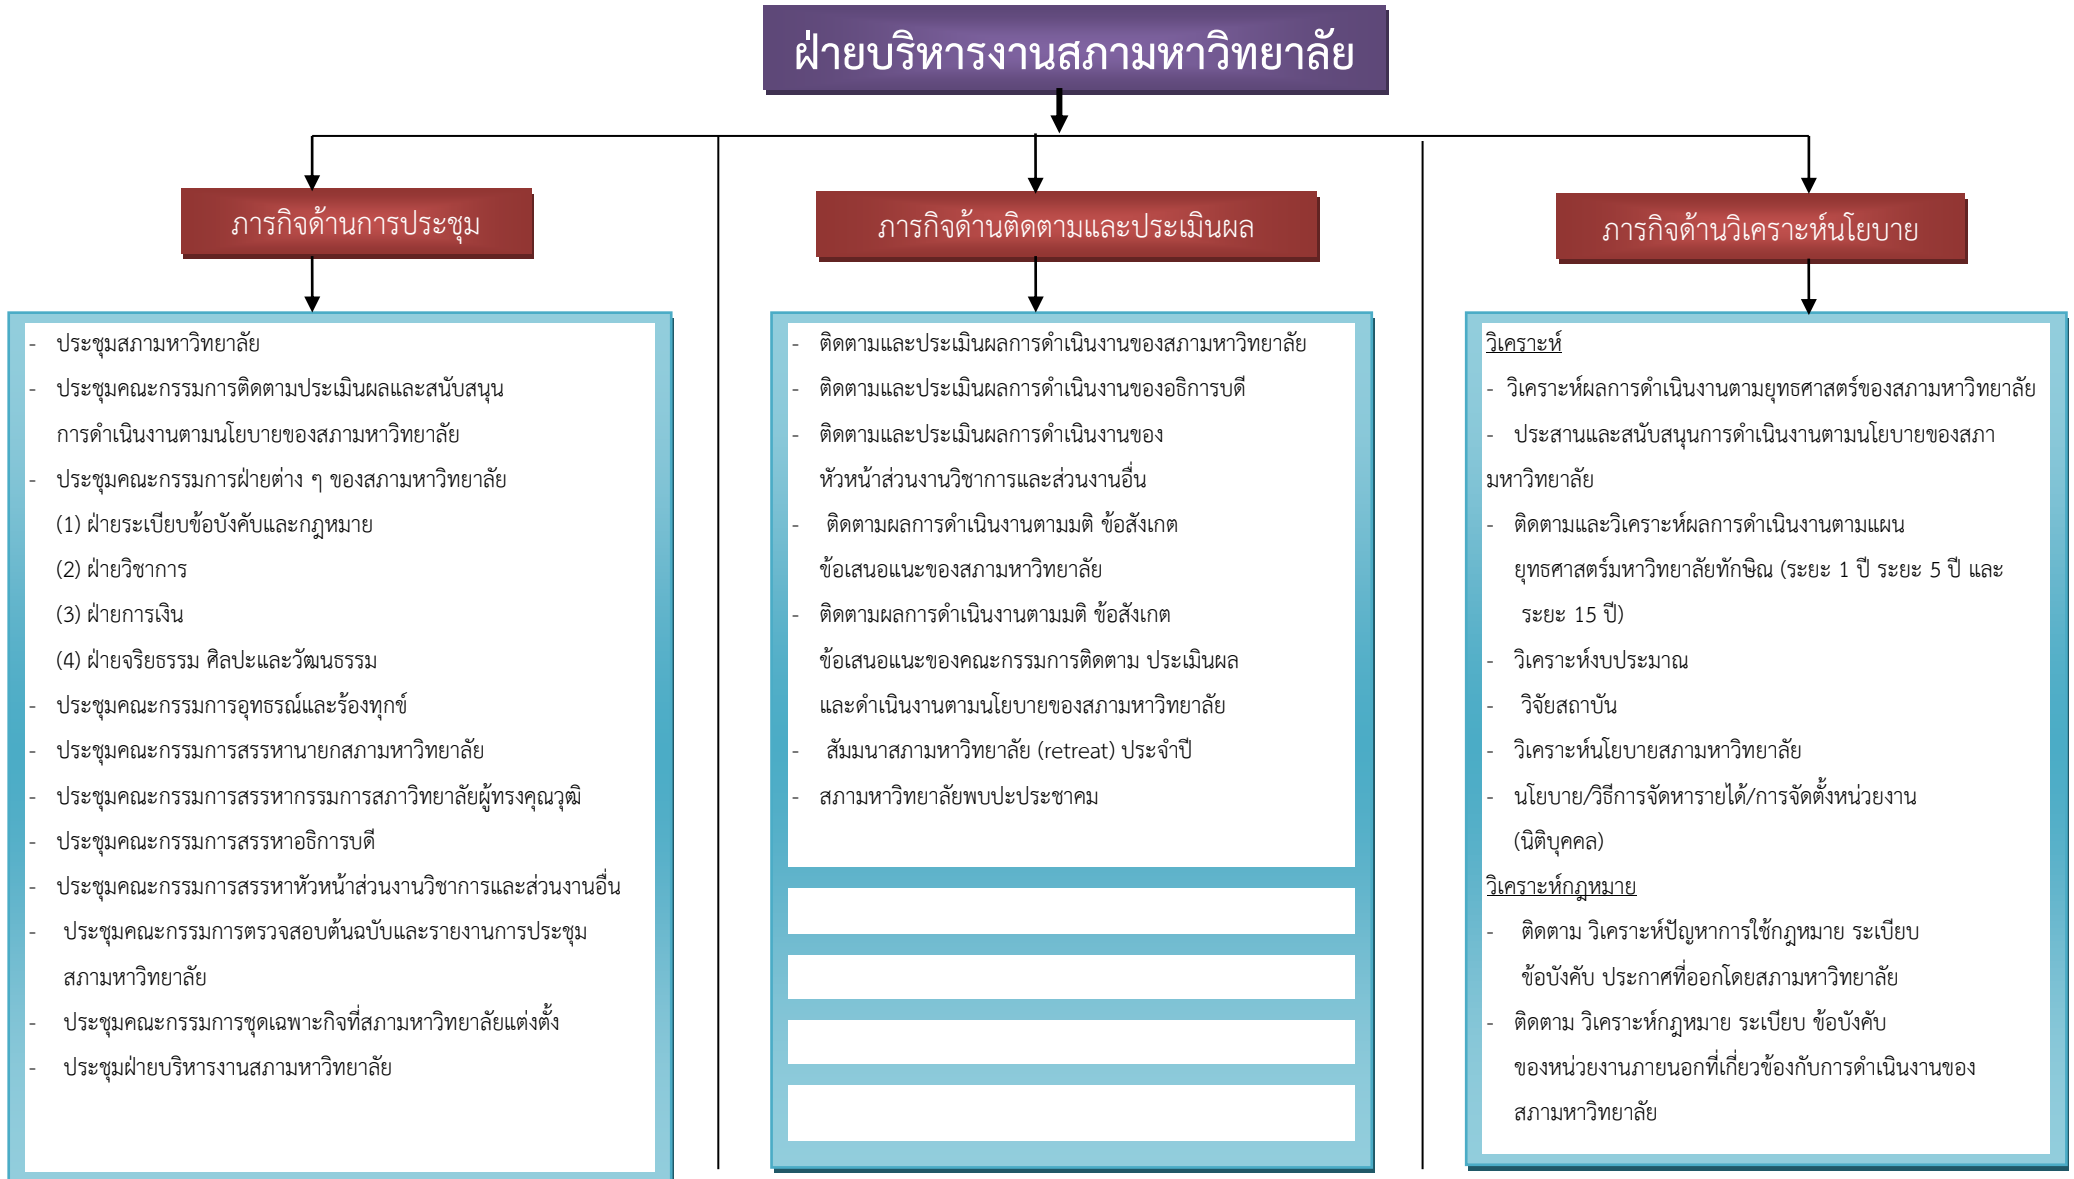 ฝ่ายบริหารงานสภามหาวิทยาลัย
ภารกิจด้านการประชุม
- ประชุมสภามหาวิทยาลัย
- ประชุมคณะกรรมการติดตามประเมินผลและสนับสนุน
การดำเนินงานตามนโยบายของสภามหาวิทยาลัย
- ประชุมคณะกรรมการฝ่ายต่าง ๆ ของสภามหาวิทยาลัย
(1) ฝ่ายระเบียบข้อบังคับและกฎหมาย
(2) ฝ่ายวิชาการ
(3) ฝ่ายการเงิน
(4) ฝ่ายจริยธรรม ศิลปะและวัฒนธรรม
- ประชุมคณะกรรมการอุทธรณ์และร้องทุกข์
- ประชุมคณะกรรมการสรรหานายกสภามหาวิทยาลัย
- ประชุมคณะกรรมการสรรหากรรมการสภาวิทยาลัยผู้ทรงคุณวุฒิ
- ประชุมคณะกรรมการสรรหาอธิการบดี
- ประชุมคณะกรรมการสรรหาหัวหน้าส่วนงานวิชาการและส่วนงานอื่น
- ประชุมคณะกรรมการตรวจสอบต้นฉบับและรายงานการประชุม
สภามหาวิทยาลัย
- ประชุมคณะกรรมการชุดเฉพาะกิจที่สภามหาวิทยาลัยแต่งตั้ง
- ประชุมฝ่ายบริหารงานสภามหาวิทยาลัย
ภารกิจด้านติดตามและประเมินผล
- ติดตามและประเมินผลการดำเนินงานของสภามหาวิทยาลัย
- ติดตามและประเมินผลการดำเนินงานของอธิการบดี
- ติดตามและประเมินผลการดำเนินงานของ
หัวหน้าส่วนงานวิชาการและส่วนงานอื่น
- ติดตามผลการดำเนินงานตามมติ ข้อสังเกต
ข้อเสนอแนะของสภามหาวิทยาลัย
- ติดตามผลการดำเนินงานตามมติ ข้อสังเกต
ข้อเสนอแนะของคณะกรรมการติดตาม ประเมินผล
และดำเนินงานตามนโยบายของสภามหาวิทยาลัย
- สัมมนาสภามหาวิทยาลัย (retreat) ประจำปี
- สภามหาวิทยาลัยพบปะประชาคม
ภารกิจด้านวิเคราะห์นโยบาย
วิเคราะห์
- วิเคราะห์ผลการดำเนินงานตามยุทธศาสตร์ของสภามหาวิทยาลัย
- ประสานและสนับสนุนการดำเนินงานตามนโยบายของสภา
มหาวิทยาลัย
- ติดตามและวิเคราะห์ผลการดำเนินงานตามแผน
ยุทธศาสตร์มหาวิทยาลัยทักษิณ (ระยะ 1 ปี ระยะ 5 ปี และ
ระยะ 15 ปี)
- วิเคราะห์งบประมาณ
- วิจัยสถาบัน
- วิเคราะห์นโยบายสภามหาวิทยาลัย
- นโยบาย/วิธีการจัดหารายได้/การจัดตั้งหน่วยงาน
(นิติบุคคล)
วิเคราะห์กฎหมาย
- ติดตาม วิเคราะห์ปัญหาการใช้กฎหมาย ระเบียบ
ข้อบังคับ ประกาศที่ออกโดยสภามหาวิทยาลัย
- ติดตาม วิเคราะห์กฎหมาย ระเบียบ ข้อบังคับ
ของหน่วยงานภายนอกที่เกี่ยวข้องกับการดำเนินงานของ
สภามหาวิทยาลัย